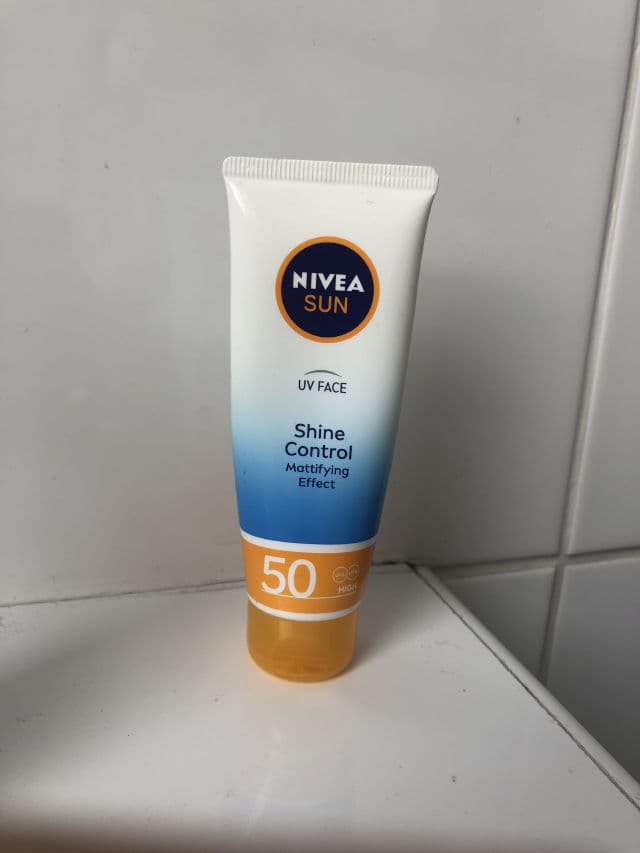 NIVEA
SUN
UV FACE
Shine
Control
Mattifying
Effect
50
HIGH